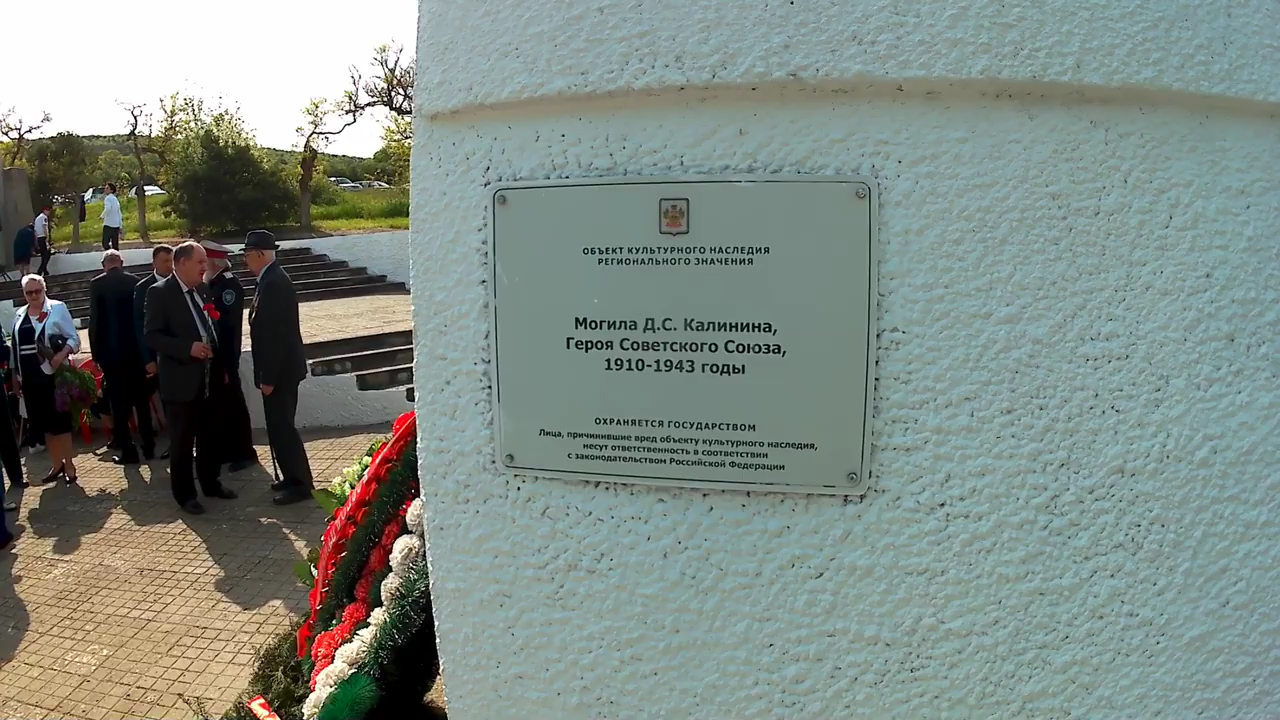 ОБЪЕКТ КУЛЬТУРНОГО НАСЛЕДИЯ
РЕГИОНАЛЬНОГО ЗНАЧЕНИЯ
Могила Д.С. Калинина,
Героя Советского Союза,
1910-1943 годы
ОХРАНЯЕТСЯ ГОСУДАРСТВОМ
Лица, причинившие вред объекту культурного наследия,
несут ответственность в соответствии
с законодательством Российской Федерации